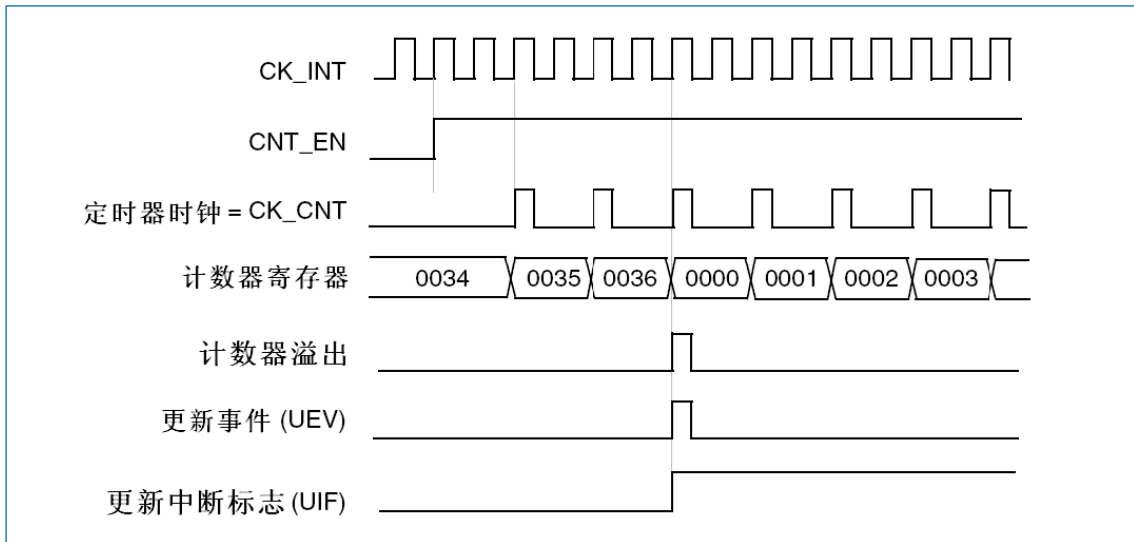 CK_INT
CNT_EN
定时器时钟 = CK_CNT
计数器寄存器 0034 0035 0036 0000 0001 0002 0003
计数器溢出
更新事件 (UEV)
更新中断标志 (UIF)